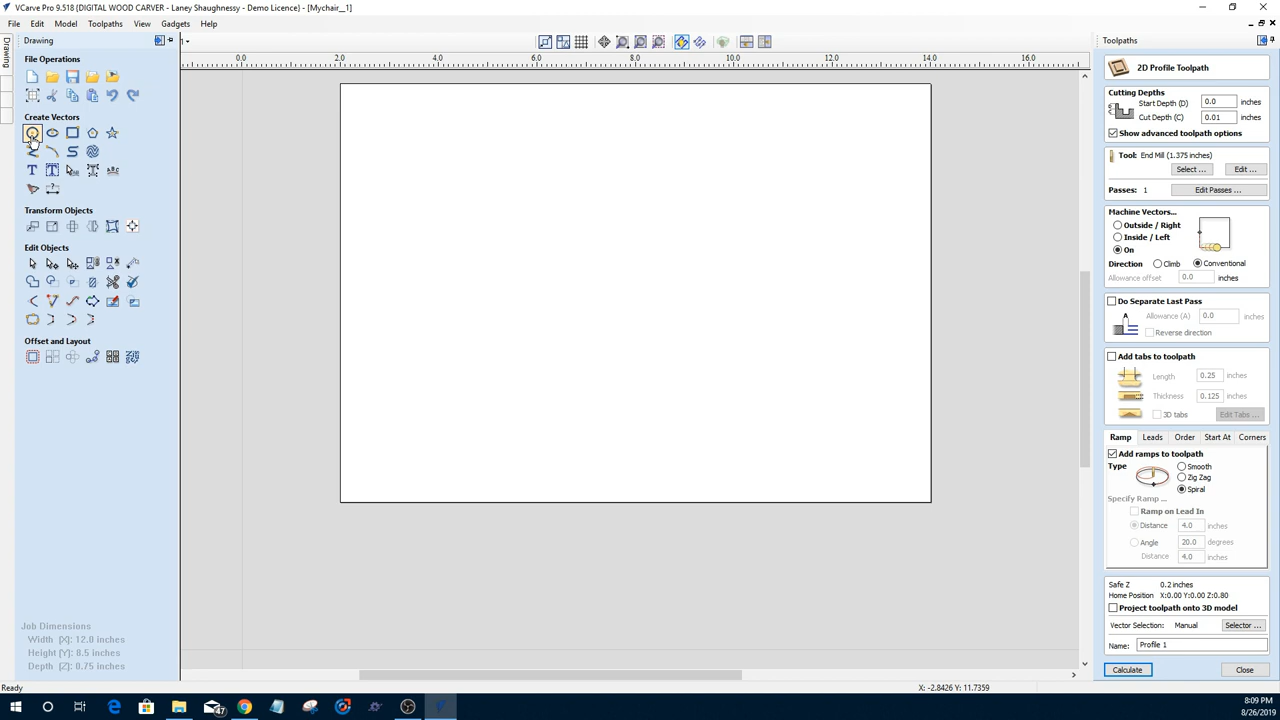 VCarve Pro 9.518 {DIGITAL WOOD CARVER - Laney Shaughnessy - Demo Licence} - [Mychair__1]
File Edit Model Toolpaths View Gadgets Help
Drawing
Drawing
File Operations
Create Vectors
Transform Objects
Edit Objects
Offset and Layout
Job Dimensions
Width [X]: 12.0 inches
Height [Y]: 8.5 inches
Depth [Z]: 0.75 inches
0.0 2.0 4.0 6.0 8.0 10.0 12.0 14.0 16.0
Toolpaths
2D Profile Toolpath
Cutting Depths
Start Depth (D) 0.0 inches
Cut Depth (C) 0.01 inches
Show advanced toolpath options
Tool: End Mill (1.375 inches)
Select ... Edit ...
Passes: 1 Edit Passes ...
Machine Vectors...
Outside / Right
Inside / Left
On
Direction Climb Conventional
Allowance offset 0.0 inches
Do Separate Last Pass
A Allowance (A) 0.0 inches
Reverse direction
Add tabs to toolpath
Length 0.25 inches
Thickness 0.125 inches
3D tabs Edit Tabs ...
Ramp Leads Order Start At Corners
Add ramps to toolpath
Type Smooth
Zig Zag
Spiral
Specify Ramp ...
Ramp on Lead In
Distance 4.0 inches
Angle 20.0 degrees
Distance 4.0 inches
Safe Z 0.2 inches
Home Position X:0.00 Y:0.00 Z:0.80
Project toolpath onto 3D model
Vector Selection: Manual Selector ...
Name: Profile 1
Calculate Close
Ready X: -2.8426 Y: 11.7359
47
8:09 PM
8/26/2019